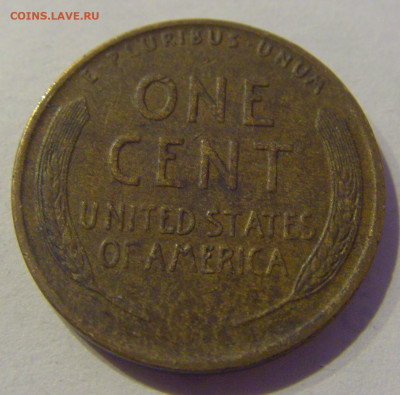 COINS.LAVE.RU
E·PLURIBUS·UNUM
ONE
CENT
UNITED STATES
OF AMERICA